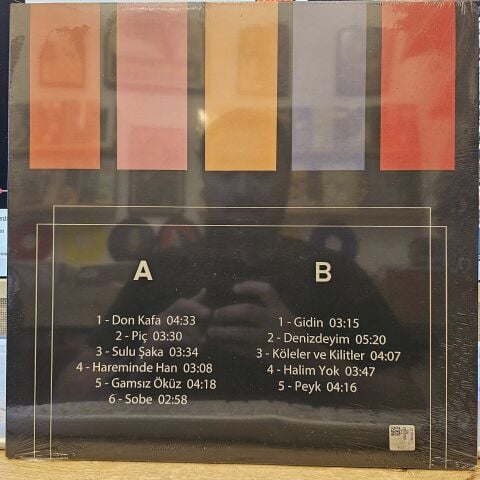 A
1 - Don Kafa 04:33
2 - Piç 03:30
3 - Sulu Şaka 03:34
4 - Hareminde Han 03:08
5 - Gamsız Öküz 04:18
6 - Sobe 02:58
B
1 - Gidin 03:15
2 - Denizdeyim 05:20
3 - Köleler ve Kilitler 04:07
4 - Halim Yok 03:47
5 - Peyk 04:16